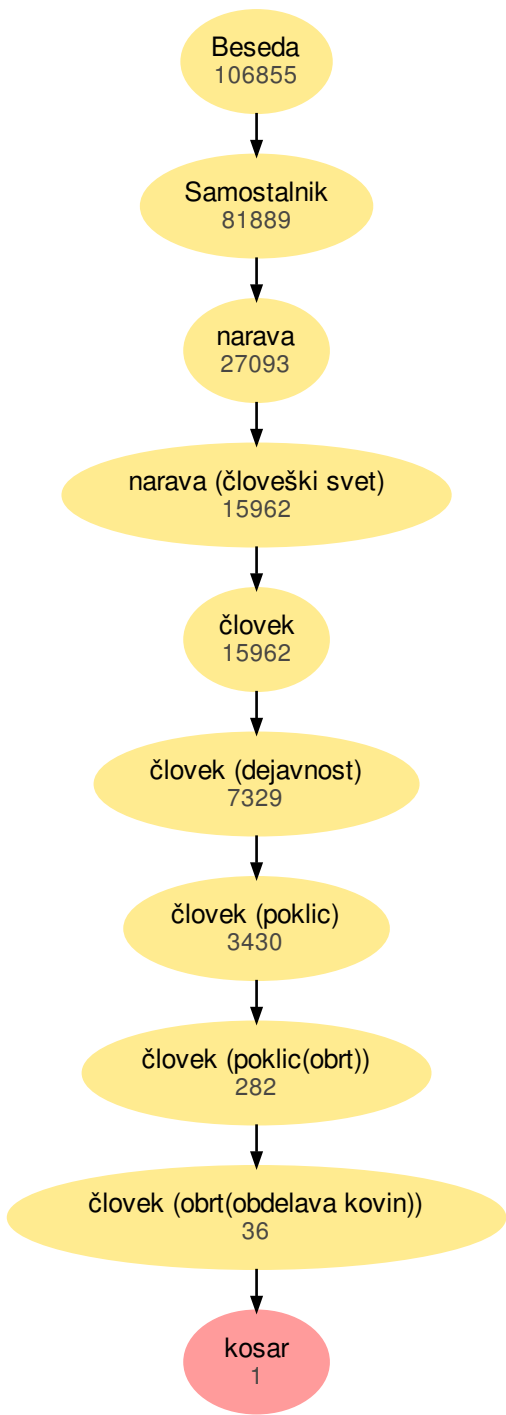 Beseda
106855
Samostalnik
81889
narava
27093
narava (človeški svet)
15962
človek
15962
človek (dejavnost)
7329
človek (poklic)
3430
človek (poklic(obrt))
282
človek (obrt(obdelava kovin))
36
kosar
1